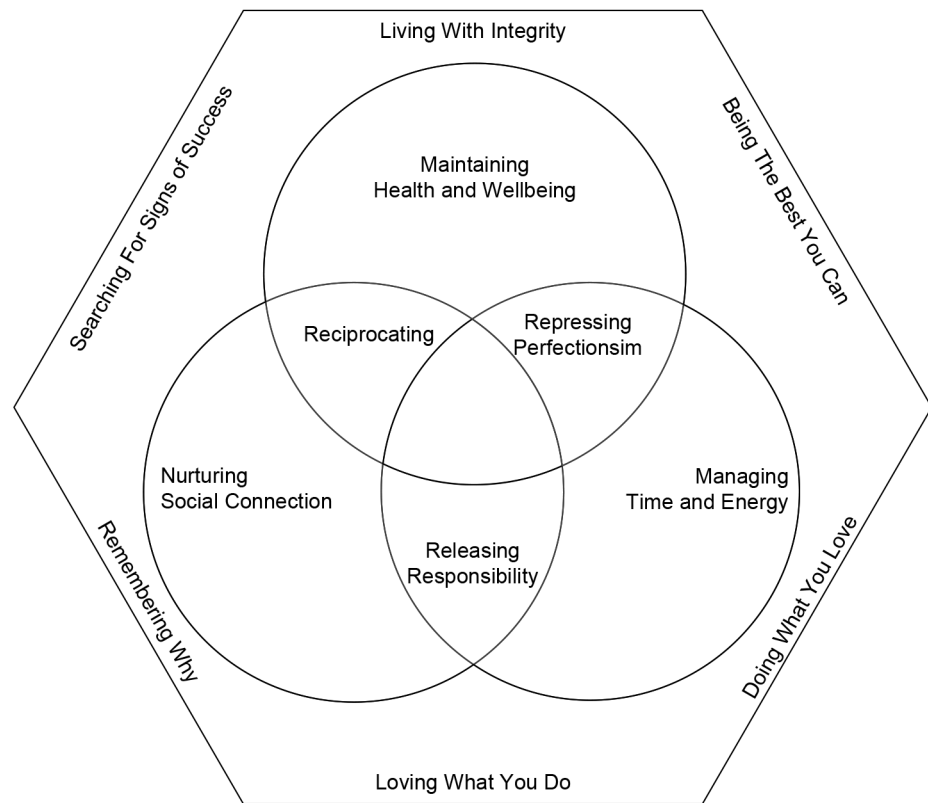 Living With Integrity
Searching For Signs of Success
Being The Best You Can
Maintaining
Health and Wellbeing
Reciprocating
Repressing
Perfectionsim
Nurturing
Social Connection
Managing
Time and Energy
Releasing
Responsibility
Remembering Why
Doing What You Love
Loving What You Do